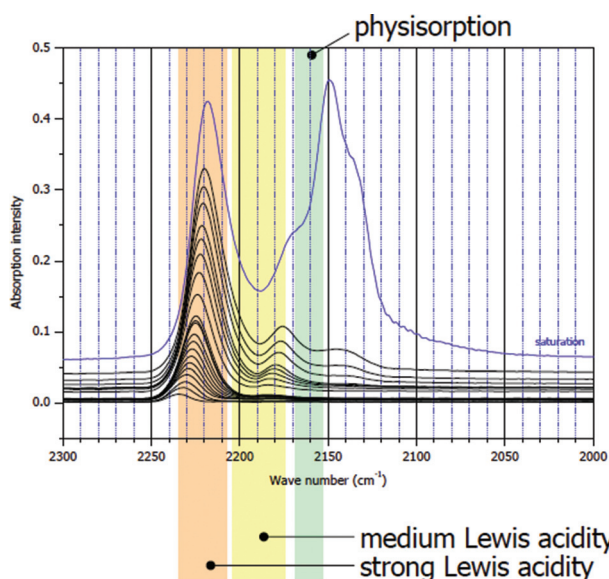 physisorption
0.5
0.4
0.3
0.2
0.1
0.0
Absorption intensity
saturation
2300 2250 2200 2150 2100 2050 2000
Wave number (cm⁻¹)
medium Lewis acidity
strong Lewis acidity